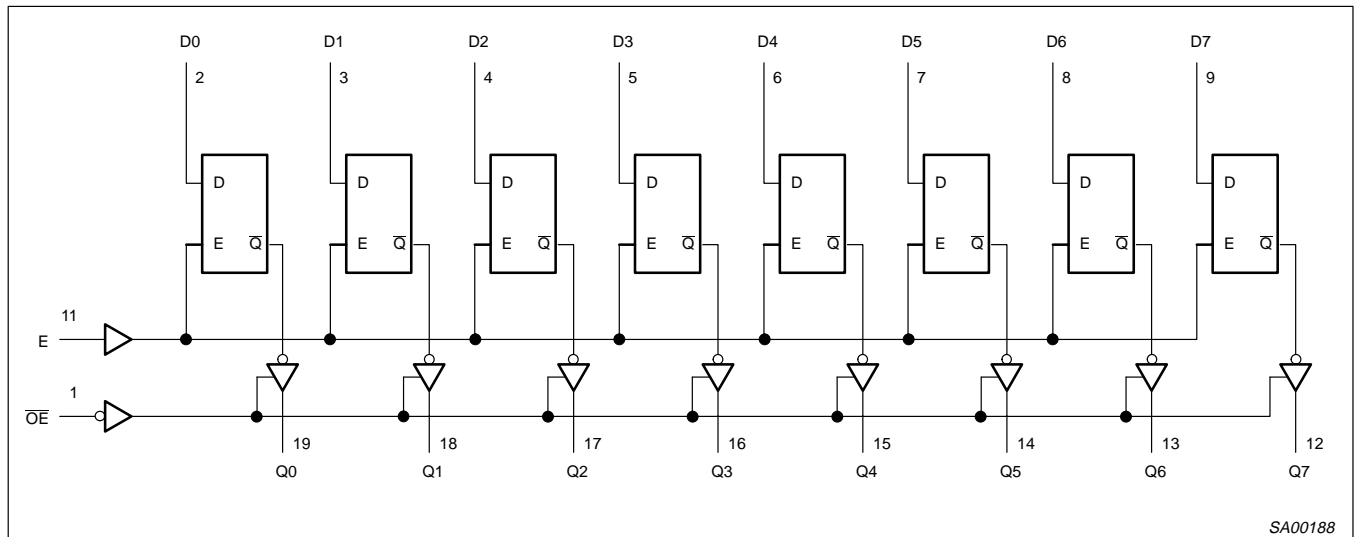 D0 D1 D2 D3 D4 D5 D6 D7
2 3 4 5 6 7 8 9
D D D D D D D D
E Q̅ E Q̅ E Q̅ E Q̅ E Q̅ E Q̅ E Q̅ E Q̅
11
E
1
O̅E̅
19 18 17 16 15 14 13 12
Q0 Q1 Q2 Q3 Q4 Q5 Q6 Q7
SA00188